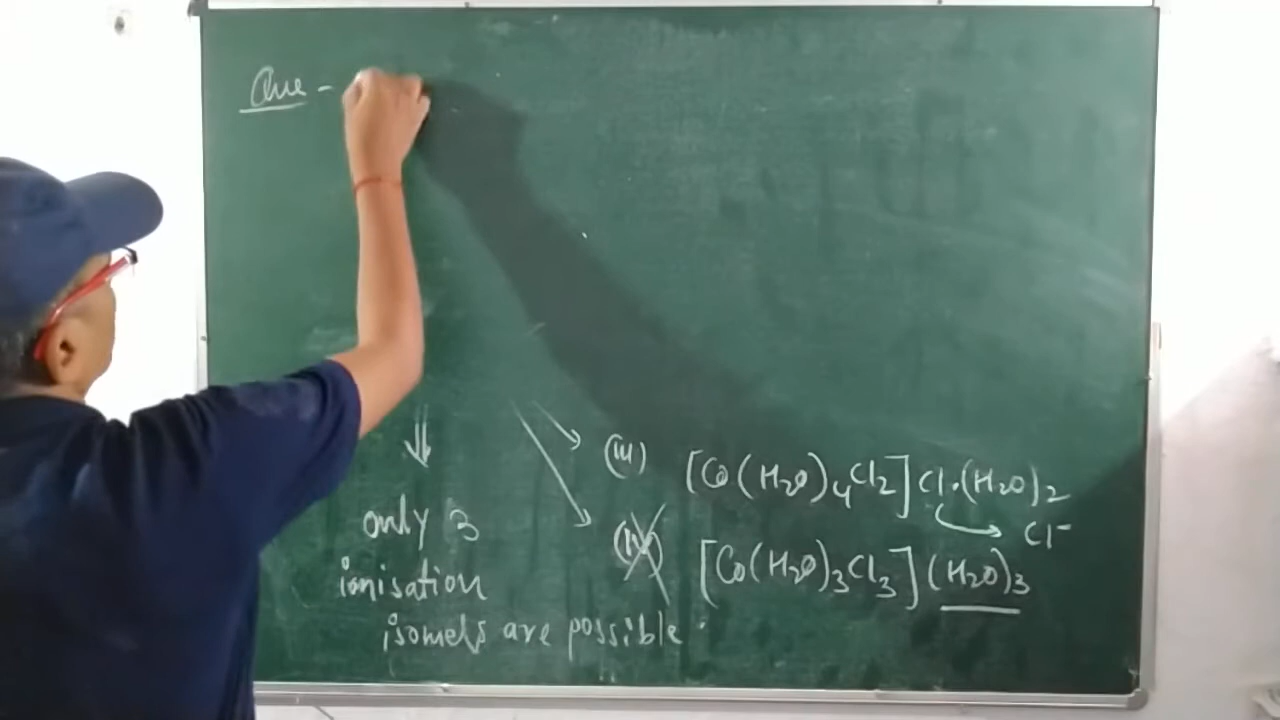 Que -
(iii) [Co(H2O)4Cl2]Cl.(H2O)2
→ Cl⁻
(iv) [Co(H2O)3Cl3](H2O)3
only 3
ionisation
isomers are possible.